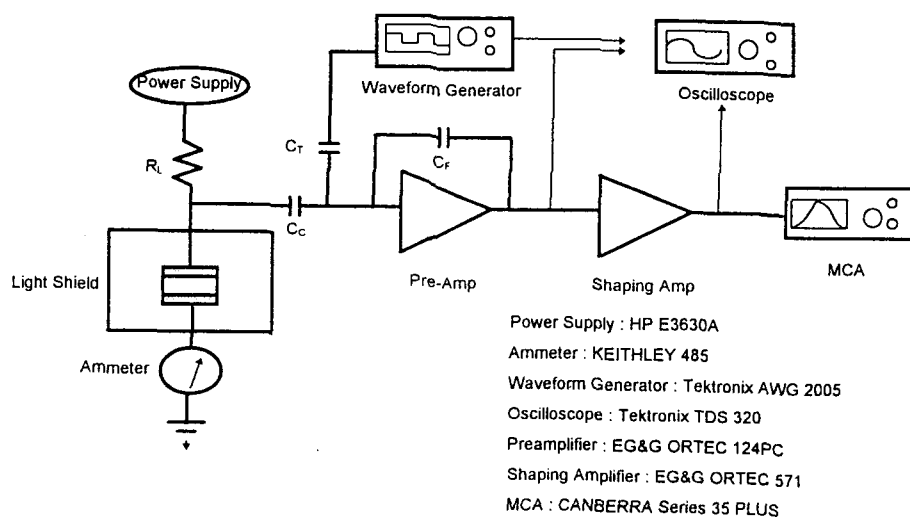 Power Supply
Waveform Generator
Oscilloscope
C_T
C_F
R_L
C_C
Light Shield
Pre-Amp
Shaping Amp
MCA
Ammeter
Power Supply : HP E3630A
Ammeter : KEITHLEY 485
Waveform Generator : Tektronix AWG 2005
Oscilloscope : Tektronix TDS 320
Preamplifier : EG&G ORTEC 124PC
Shaping Amplifier : EG&G ORTEC 571
MCA : CANBERRA Series 35 PLUS